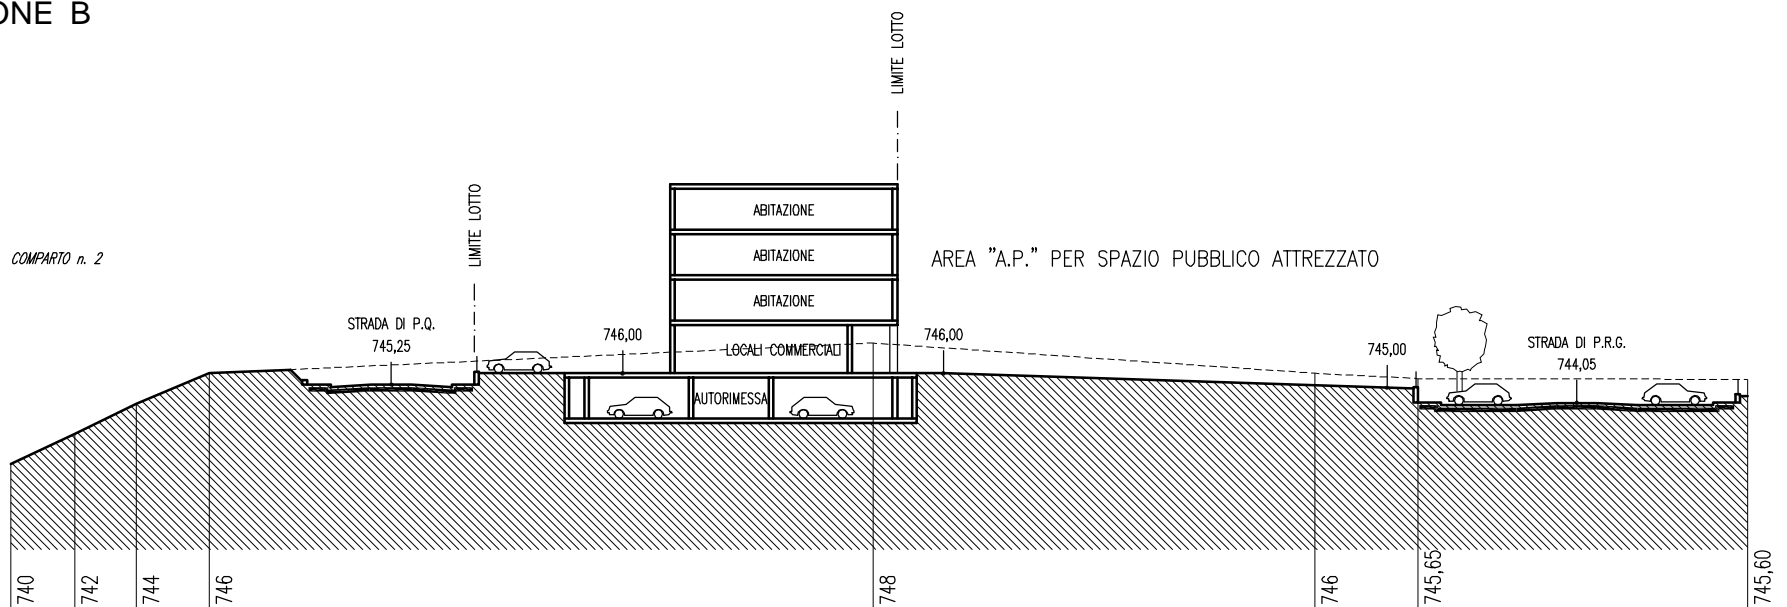 ONE B
LIMITE LOTTO
LIMITE LOTTO
ABITAZIONE
ABITAZIONE
ABITAZIONE
COMPARTO n. 2
AREA "A.P." PER SPAZIO PUBBLICO ATTREZZATO
STRADA DI P.Q.
745,25
746,00
LOCALI COMMERCIALI
746,00
745,00
STRADA DI P.R.G.
744,05
AUTORIMESSA
740
742
744
746
748
746
745,65
745,60